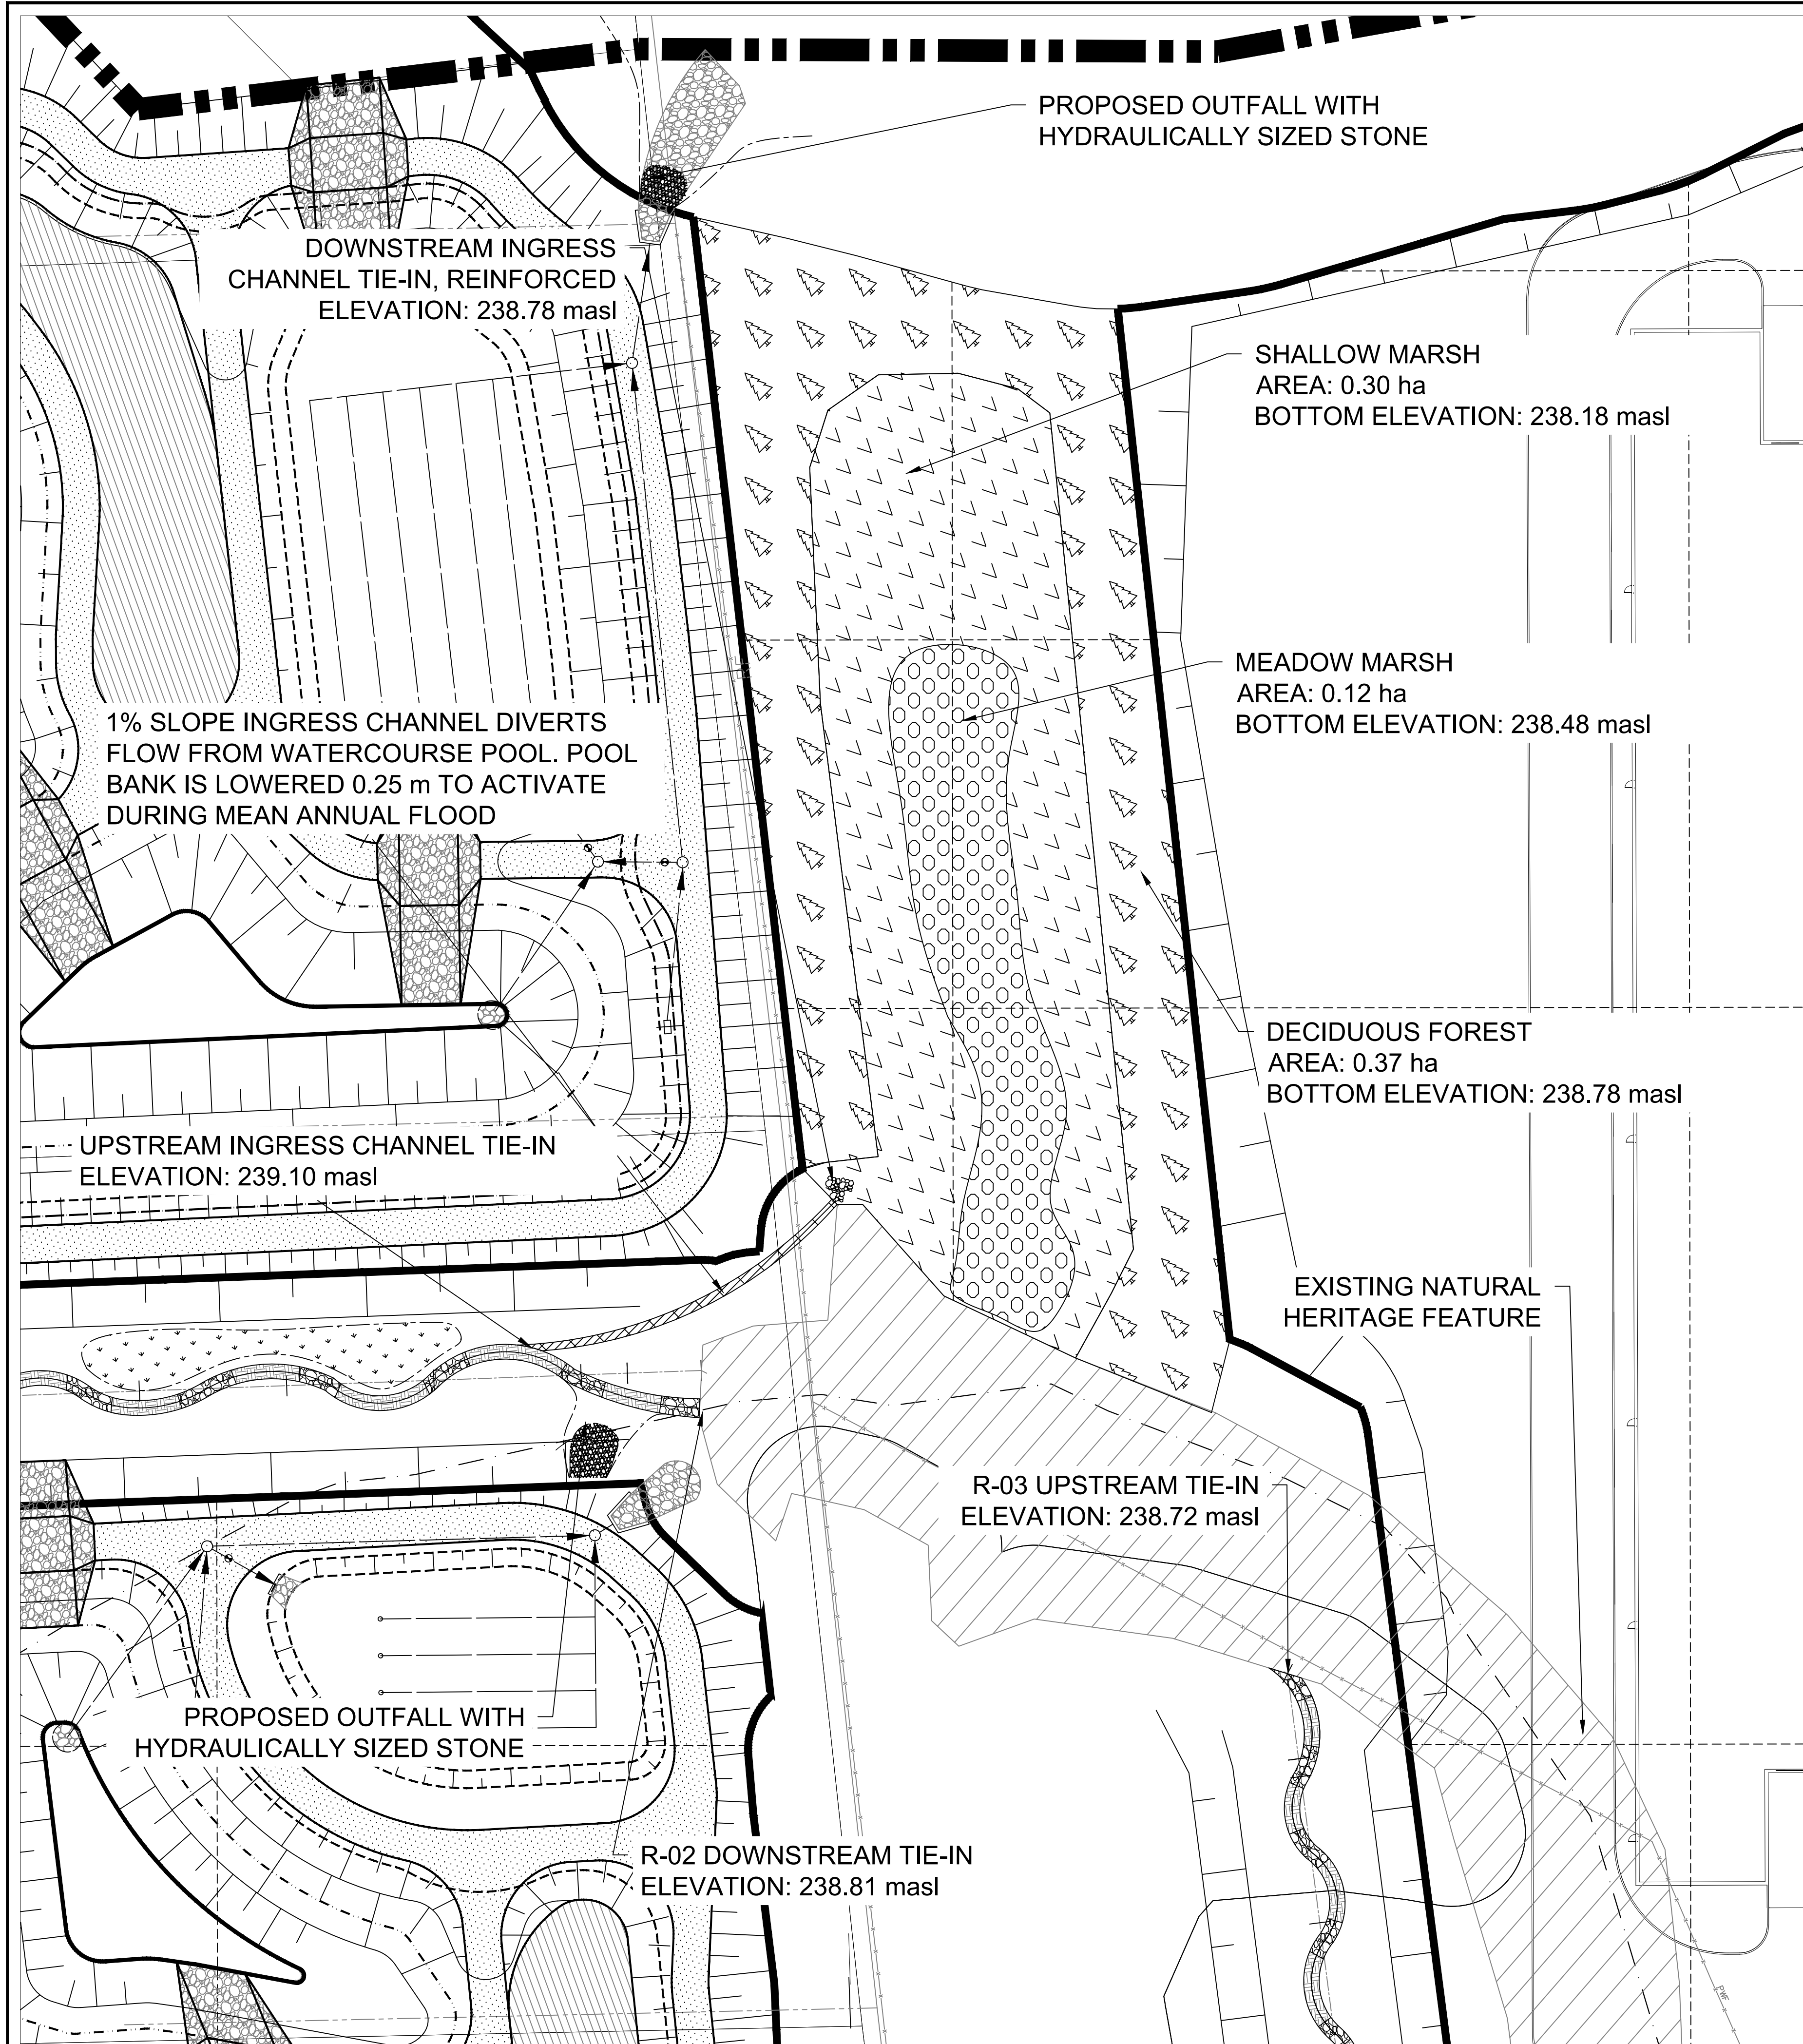 PROPOSED OUTFALL WITH
HYDRAULICALLY SIZED STONE
DOWNSTREAM INGRESS
CHANNEL TIE-IN, REINFORCED
ELEVATION: 238.78 masl
SHALLOW MARSH
AREA: 0.30 ha
BOTTOM ELEVATION: 238.18 masl
MEADOW MARSH
AREA: 0.12 ha
BOTTOM ELEVATION: 238.48 masl
1% SLOPE INGRESS CHANNEL DIVERTS
FLOW FROM WATERCOURSE POOL. POOL
BANK IS LOWERED 0.25 m TO ACTIVATE
DURING MEAN ANNUAL FLOOD
DECIDUOUS FOREST
AREA: 0.37 ha
BOTTOM ELEVATION: 238.78 masl
UPSTREAM INGRESS CHANNEL TIE-IN
ELEVATION: 239.10 masl
EXISTING NATURAL
HERITAGE FEATURE
R-03 UPSTREAM TIE-IN
ELEVATION: 238.72 masl
PROPOSED OUTFALL WITH
HYDRAULICALLY SIZED STONE
R-02 DOWNSTREAM TIE-IN
ELEVATION: 238.81 masl